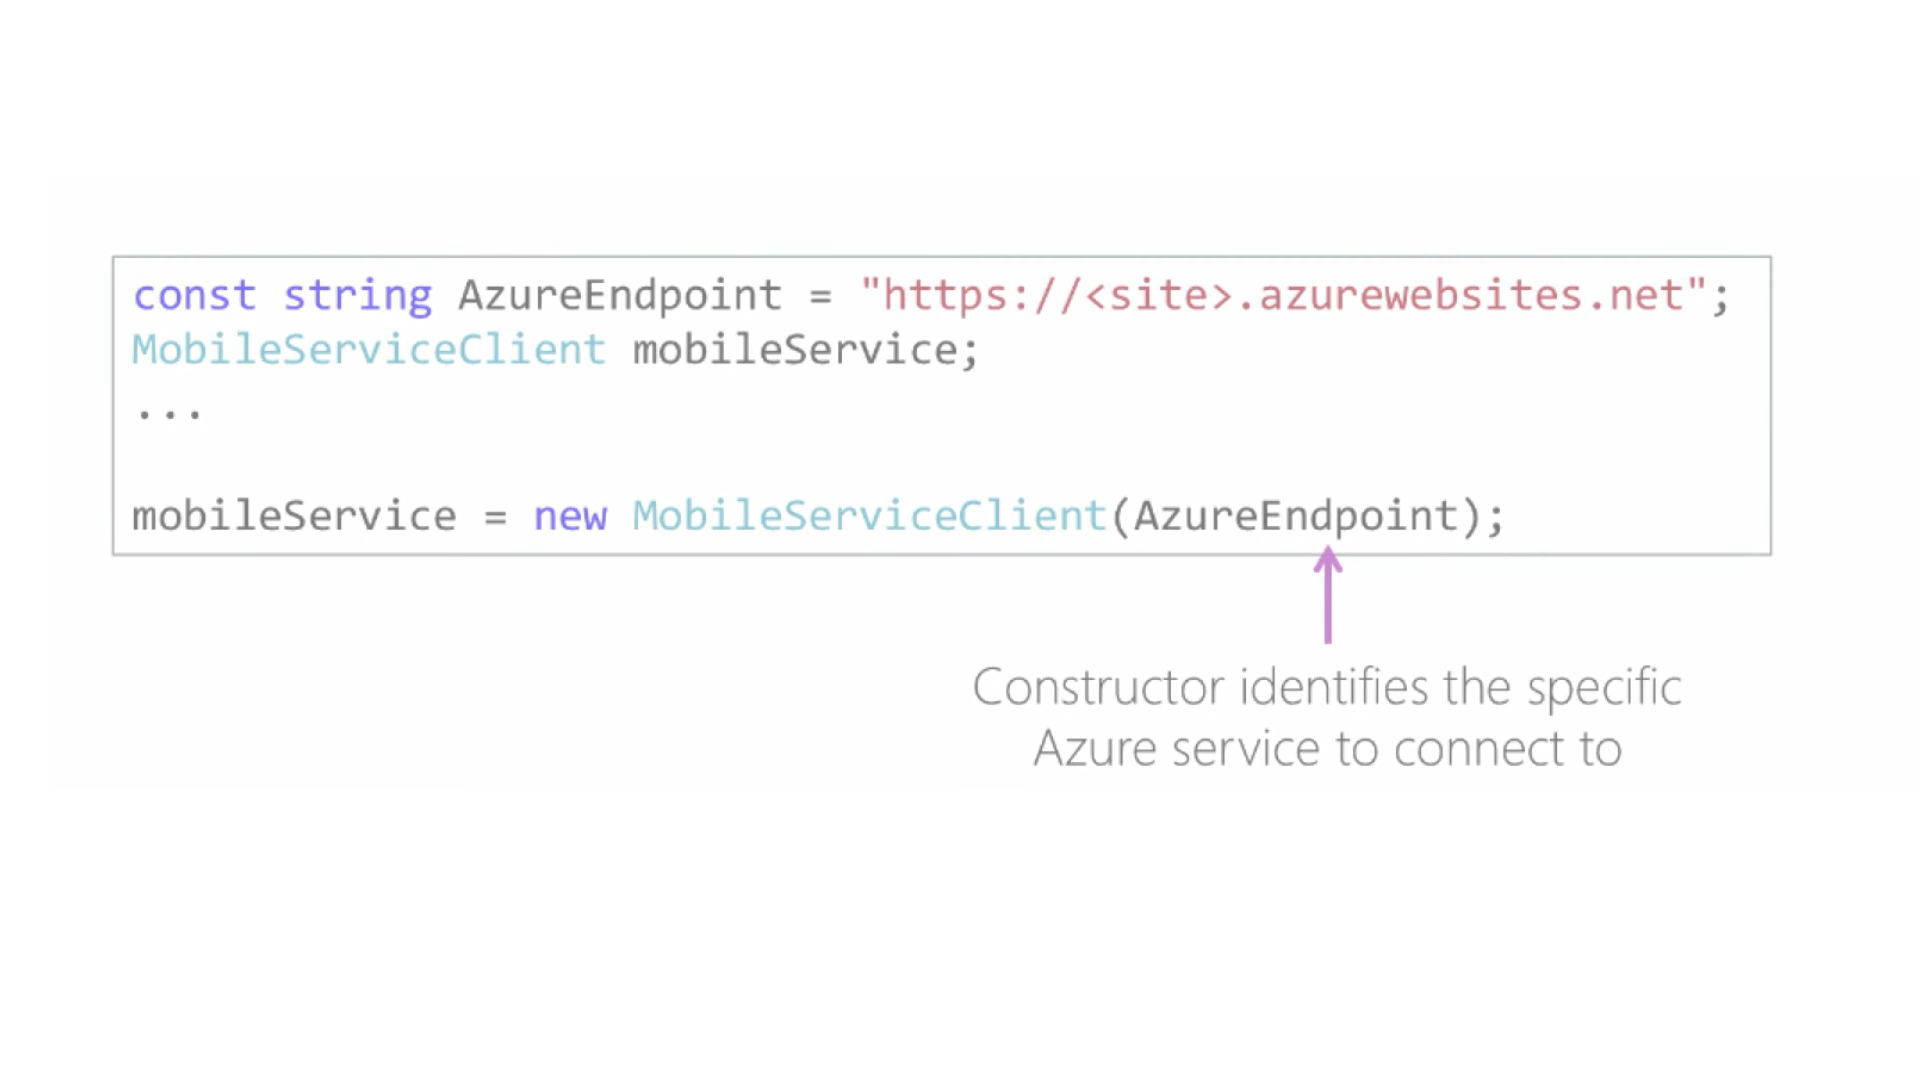 const string AzureEndpoint = "https://<site>.azurewebsites.net";
MobileServiceClient mobileService;
...
mobileService = new MobileServiceClient(AzureEndpoint);
Constructor identifies the specific
Azure service to connect to